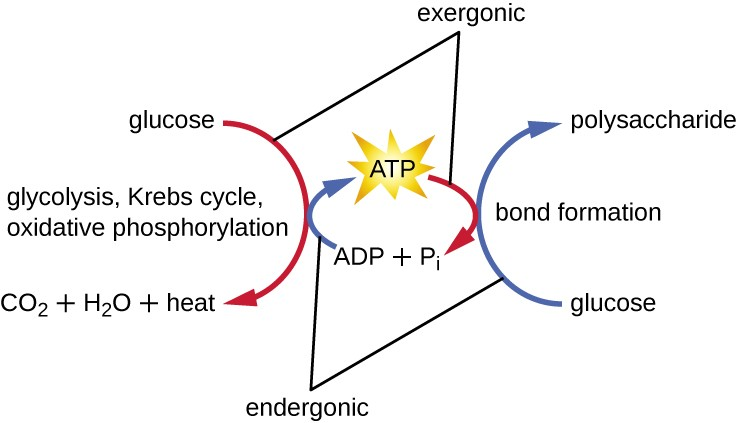 exergonic
glucose
polysaccharide
ATP
glycolysis, Krebs cycle,
oxidative phosphorylation
bond formation
ADP + Pi
CO2 + H2O + heat
glucose
endergonic